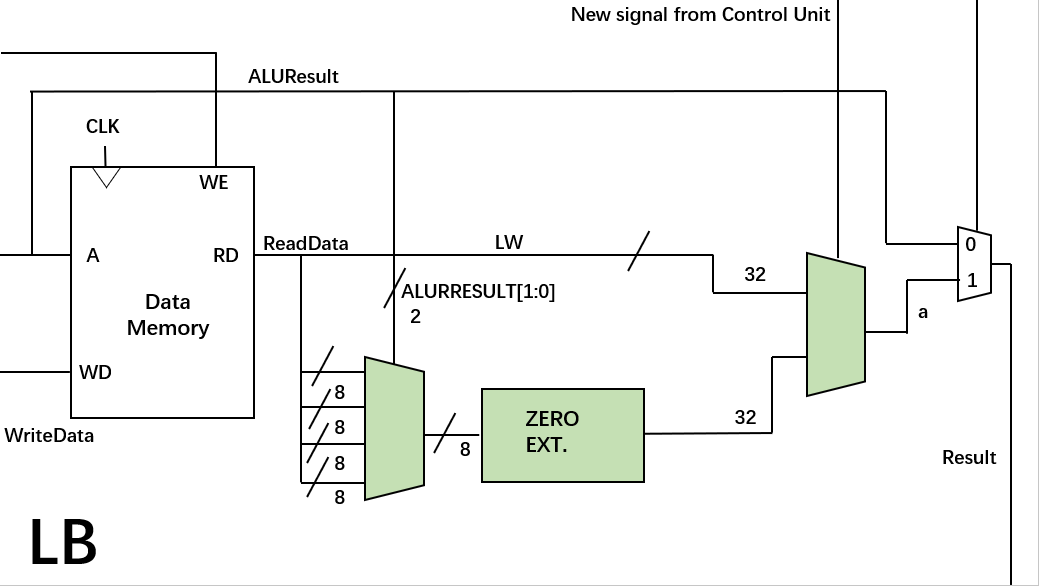 New signal from Control Unit
ALUResult
CLK
WE
ReadData
LW
A
RD
0
32
1
ALURRESULT[1:0]
2
a
Data
Memory
WD
8
ZERO
EXT.
32
8
WriteData
8
8
Result
8
LB